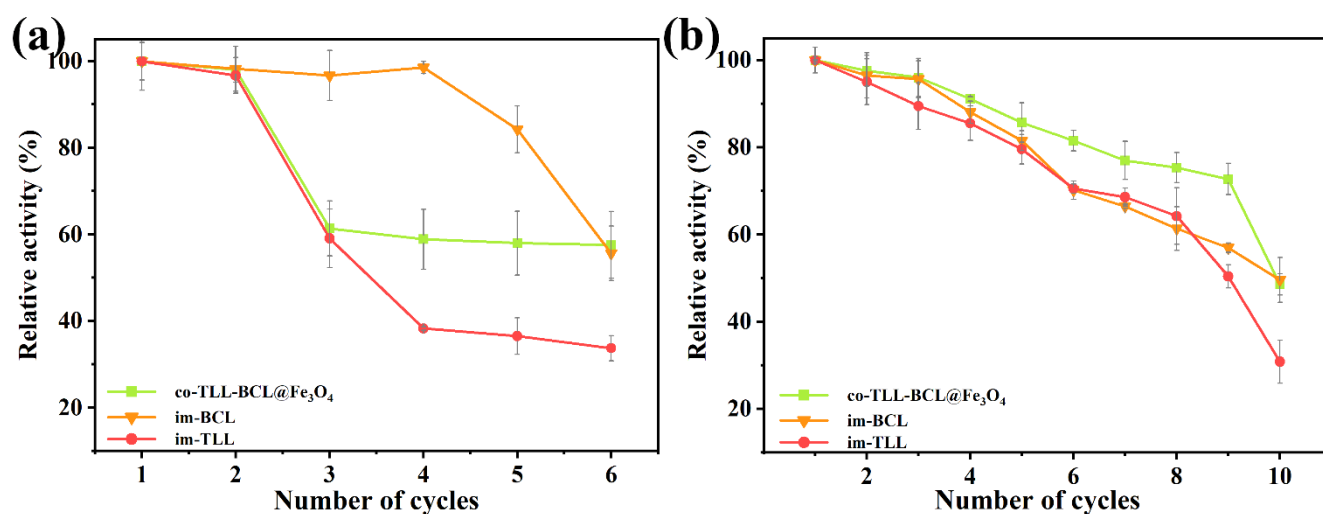 (a)
Relative activity (%)
100
80
60
40
20
co-TLL-BCL@Fe₃O₄
im-BCL
im-TLL
1 2 3 4 5 6
Number of cycles
(b)
Relative activity (%)
100
80
60
40
20
co-TLL-BCL@Fe₃O₄
im-BCL
im-TLL
2 4 6 8 10
Number of cycles